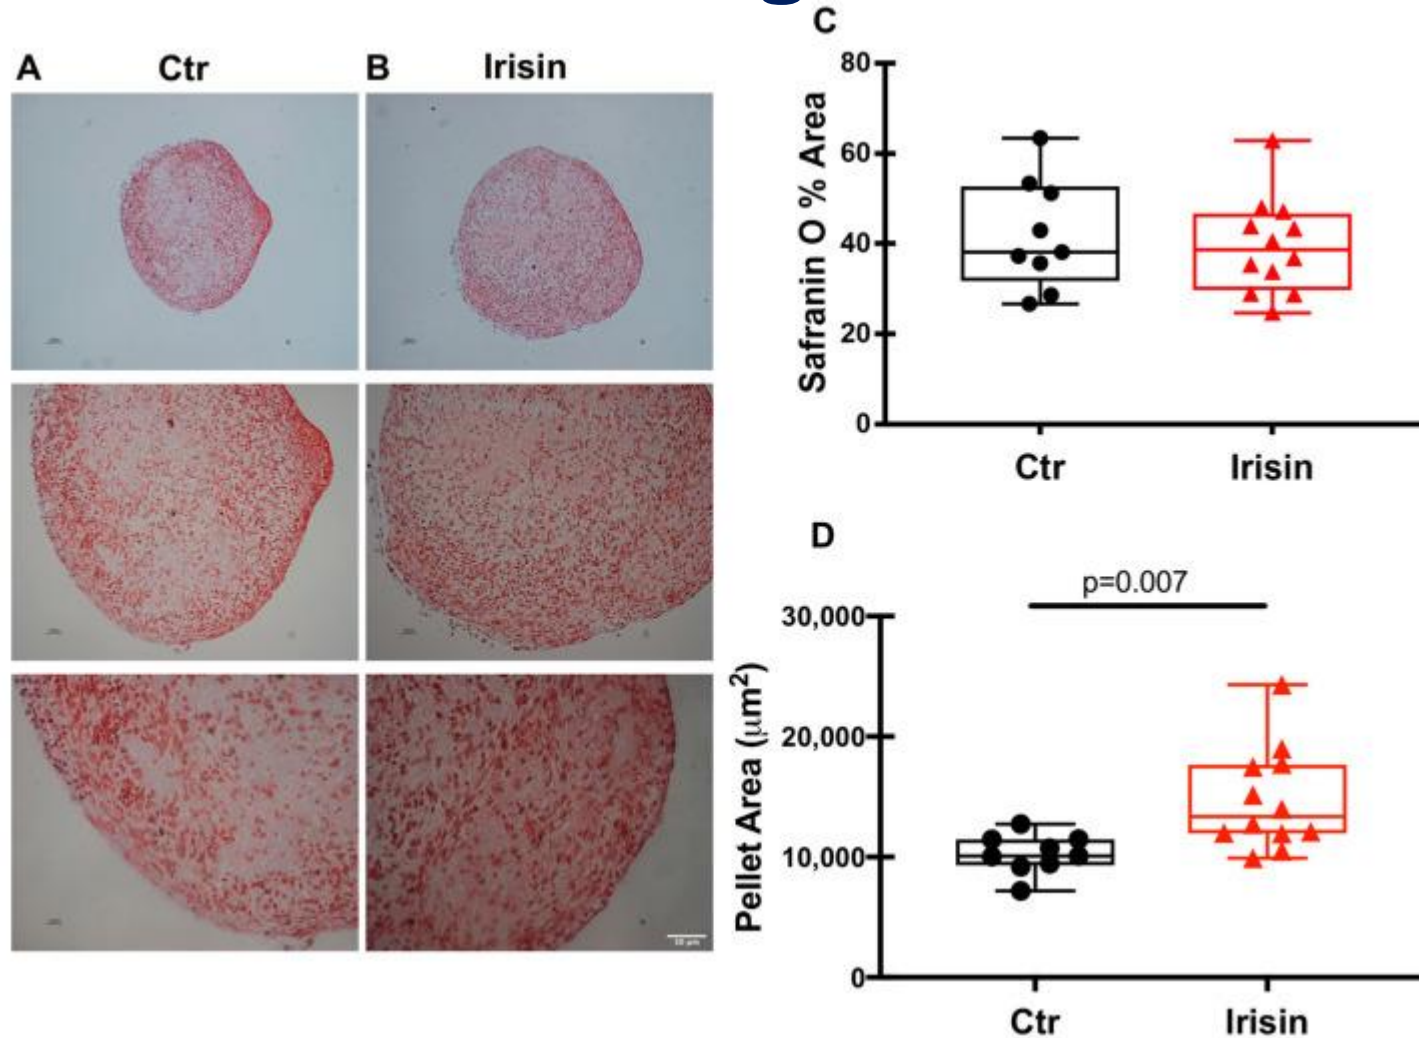 A Ctr
B Irisin
C
Safranin O % Area
80
60
40
20
0
Ctr Irisin
D
p=0.007
Pellet Area (μm²)
30,000
20,000
10,000
0
Ctr Irisin